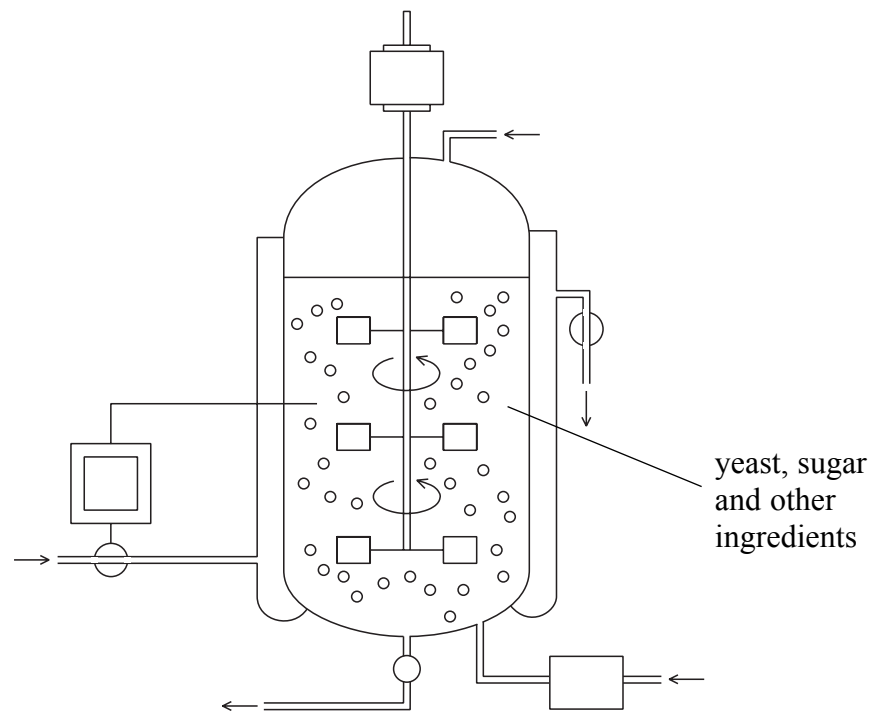 yeast, sugar
and other
ingredients